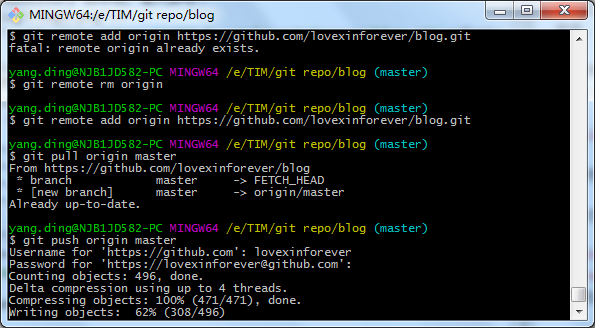 MINGW64:/e/TIM/git repo/blog
$ git remote add origin https://github.com/lovexinforever/blog.git
fatal: remote origin already exists.
yang.ding@NJB1JD582-PC MINGW64 /e/TIM/git repo/blog (master)
$ git remote rm origin
yang.ding@NJB1JD582-PC MINGW64 /e/TIM/git repo/blog (master)
$ git remote add origin https://github.com/lovexinforever/blog.git
yang.ding@NJB1JD582-PC MINGW64 /e/TIM/git repo/blog (master)
$ git pull origin master
From https://github.com/lovexinforever/blog
 * branch            master     -> FETCH_HEAD
 * [new branch]      master     -> origin/master
Already up-to-date.
yang.ding@NJB1JD582-PC MINGW64 /e/TIM/git repo/blog (master)
$ git push origin master
Username for 'https://github.com': lovexinforever
Password for 'https://lovexinforever@github.com':
Counting objects: 496, done.
Delta compression using up to 4 threads.
Compressing objects: 100% (471/471), done.
Writing objects:  62% (308/496)